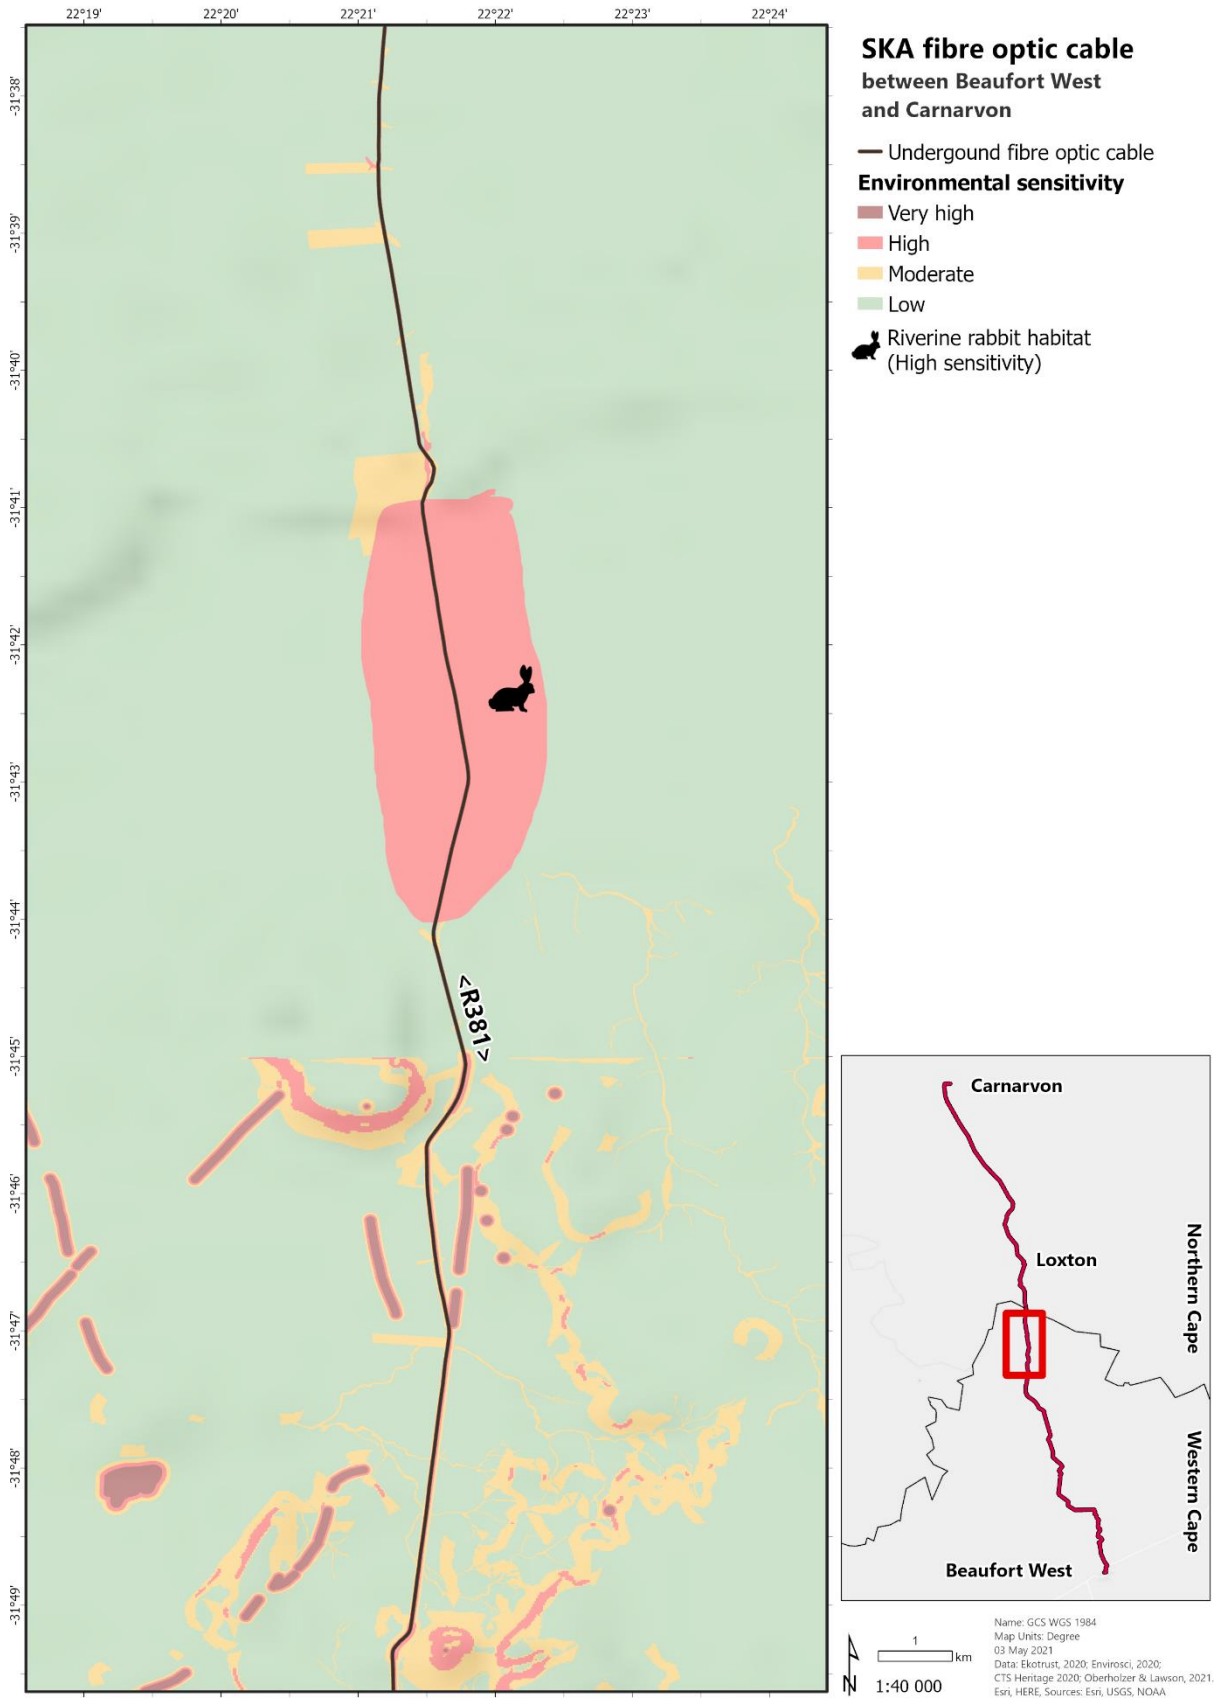 22°19'
22°20'
22°21'
22°22'
22°23'
22°24'
-31°38'
-31°39'
-31°40'
-31°41'
-31°42'
-31°43'
-31°44'
-31°45'
-31°46'
-31°47'
-31°48'
-31°49'
<R381>
SKA fibre optic cable
between Beaufort West
and Carnarvon
Undergound fibre optic cable
Environmental sensitivity
Very high
High
Moderate
Low
Riverine rabbit habitat
(High sensitivity)
Carnarvon
Loxton
Northern Cape
Western Cape
Beaufort West
N
1
km
1:40 000
Name: GCS WGS 1984
Map Units: Degree
03 May 2021
Data: Ekotrust, 2020; Envirosci, 2020;
CTS Heritage 2020; Oberholzer & Lawson, 2021.
Esri, HERE, Sources: Esri, USGS, NOAA